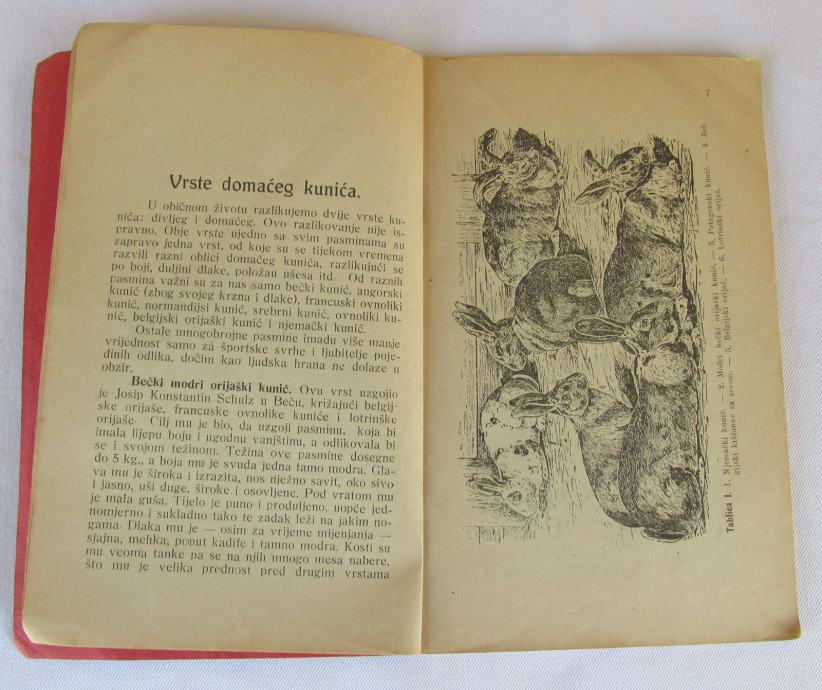 Vrste domaćeg kunića.
U običnom životu razlikujemo dvije vrste ku-
nića: divljeg i domaćeg. Ovo razlikovanje nije is-
pravno. Obje vrste ujedno sa svim pasminama su
zapravo jedna vrst, od koje su se tijekom vremena
razvili razni oblici domaćeg kunića, razlikujući se
po boji, duljini dlake, položau ušesa itd. Od raznih
pasmina važni su za nas samo bečki kunić, angorski
kunić (zbog svojeg krzna i dlake), francuski ovnoliki
kunić, normandijsi kunić, srebrni kunić, ovnoliki ku-
nić, belgijski orijaški kunić i njemački kunić.
Ostale mnogobrojne pasmine imadu više manje
vrijednost samo za športske svrhe i ljubitelje poje-
dinih odlika, dočim kao ljudska hrana ne dolaze u
obzir.
Bečki modri orijaški kunić. Ovu vrst uzgojio
je Josip Konstantin Schulz u Beču, križajući belgij-
ske orijaše, francuske ovnolike kuniće i lotrinške
orijaše. Cilj mu je bio, da uzgoji pasminu, koja bi
imala lijepu boju i ugodnu vanjštinu, a odlikovala bi
se i svojom težinom. Težina ove pasmine dosegne
do 5 kg., a boja mu je svuda jedna tamo modra. Gla-
va mu je široka i izrazita, nos nježno savit, oko sivo
i jasno, uši duge, široke i osovljene. Pod vratom mu
je mala guša. Tijelo je puno i produljeno, uopće jed-
nomjerno i sukladno tako te zadak leži na jakim no-
gama. Dlaka mu je — osim za vrijeme mijenjanja —
sjajna, mehka, poput kadife i tamno modra. Kosti su
mu veoma tanke pa se na njih mnogo mesa nabere,
što mu je velika prednost pred drugim vrstama
7
Tablica I. 1. Njemački kunić. — 2. Modri bečki orijaški kunić. — 3. Patagonski kunić. — 4. Bel-
gijski križanac sa srcem. — 5. Belgijski orijaš. — 6. Lotrinški orijaš.